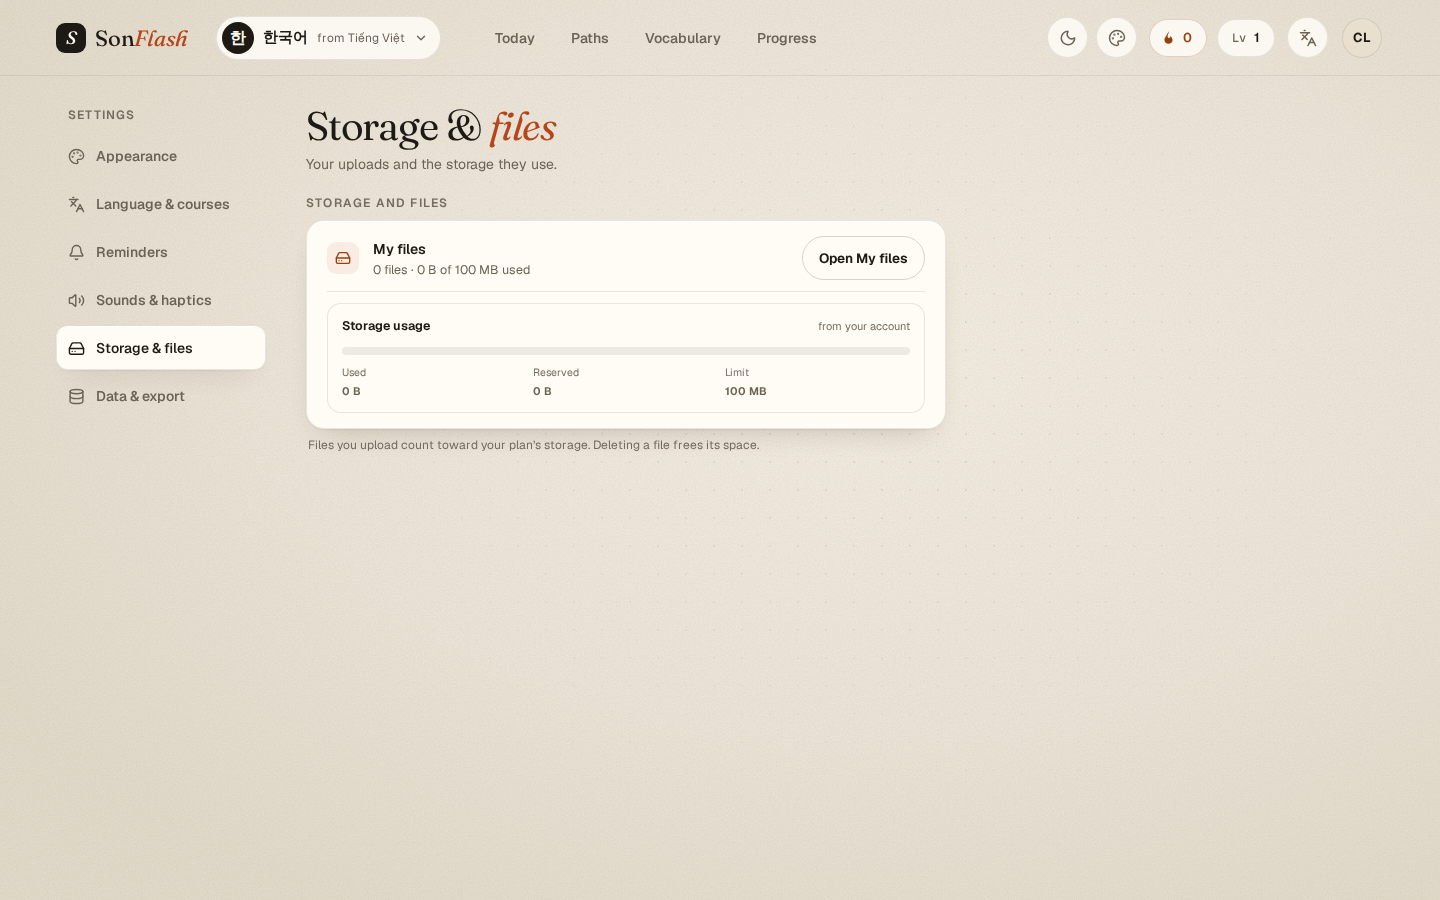 S SonFlash 한 한국어 from Tiếng Việt Today Paths Vocabulary Progress 0 Lv 1 CL
SETTINGS
Appearance
Language & courses
Reminders
Sounds & haptics
Storage & files
Data & export
Storage & files
Your uploads and the storage they use.
STORAGE AND FILES
My files
0 files · 0 B of 100 MB used
Open My files
Storage usage from your account
Used Reserved Limit
0 B 0 B 100 MB
Files you upload count toward your plan's storage. Deleting a file frees its space.